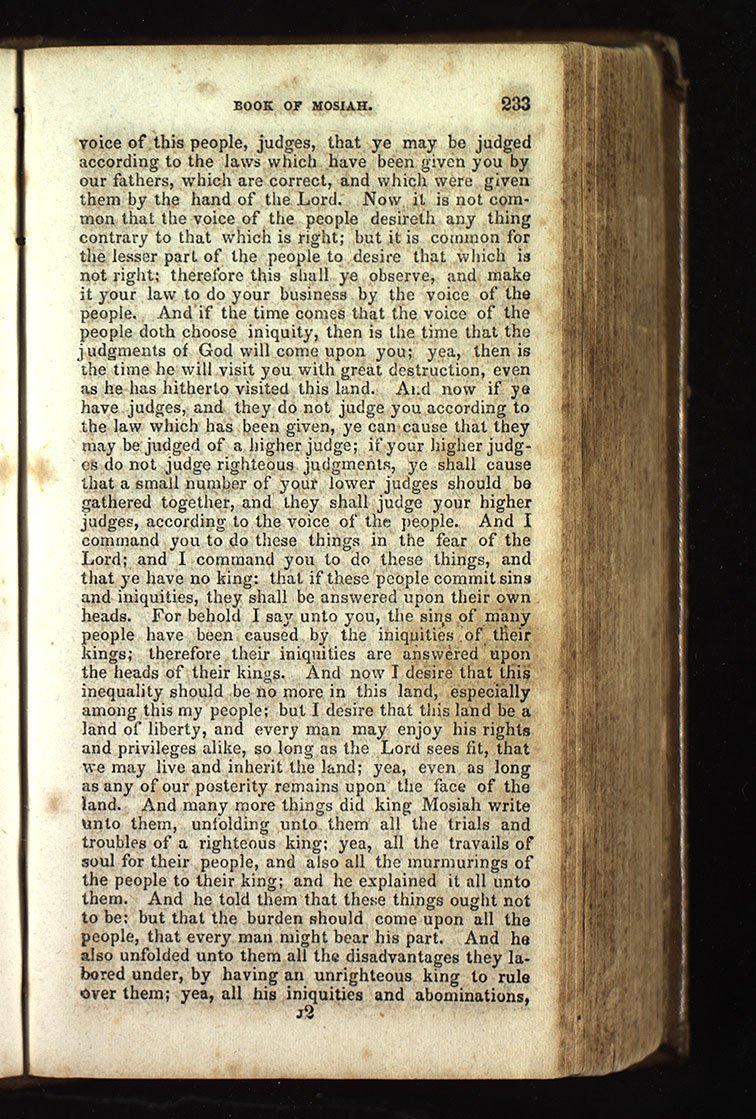 BOOK OF MOSIAH. 233
voice of this people, judges, that ye may be judged
according to the laws which have been given you by
our fathers, which are correct, and which were given
them by the hand of the Lord. Now it is not com-
mon that the voice of the people desireth any thing
contrary to that which is right; but it is common for
the lesser part of the people to desire that which is
not right; therefore this shall ye observe, and make
it your law to do your business by the voice of the
people. And if the time comes that the voice of the
people doth choose iniquity, then is the time that the
judgments of God will come upon you; yea, then is
the time he will visit you with great destruction, even
as he has hitherto visited this land. And now if ye
have judges, and they do not judge you according to
the law which has been given, ye can cause that they
may be judged of a higher judge; if your higher judg-
es do not judge righteous judgments, ye shall cause
that a small number of your lower judges should be
gathered together, and they shall judge your higher
judges, according to the voice of the people. And I
command you to do these things in the fear of the
Lord; and I command you to do these things, and
that ye have no king: that if these people commit sins
and iniquities, they shall be answered upon their own
heads. For behold I say unto you, the sins of many
people have been caused by the iniquities of their
kings; therefore their iniquities are answered upon
the heads of their kings. And now I desire that this
inequality should be no more in this land, especially
among this my people; but I desire that this land be a
land of liberty, and every man may enjoy his rights
and privileges alike, so long as the Lord sees fit, that
we may live and inherit the land; yea, even as long
as any of our posterity remains upon the face of the
land. And many more things did king Mosiah write
unto them, unfolding unto them all the trials and
troubles of a righteous king; yea, all the travails of
soul for their people, and also all the murmurings of
the people to their king; and he explained it all unto
them. And he told them that these things ought not
to be; but that the burden should come upon all the
people, that every man might bear his part. And he
also unfolded unto them all the disadvantages they la-
bored under, by having an unrighteous king to rule
over them; yea, all his iniquities and abominations,
J2